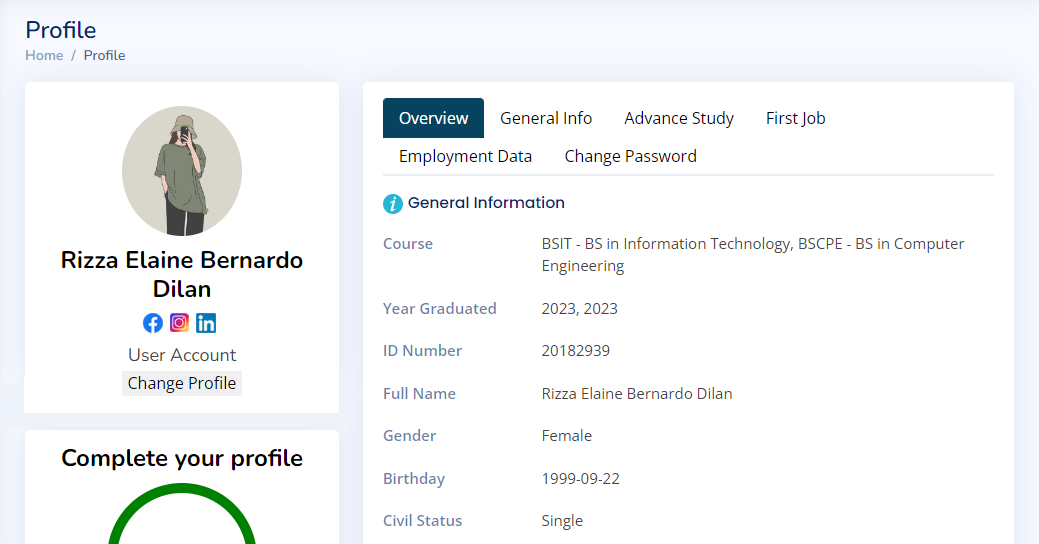 Profile
Home / Profile
Rizza Elaine Bernardo
Dilan
User Account
Change Profile
Complete your profile
Overview General Info Advance Study First Job
Employment Data Change Password
General Information
Course BSIT - BS in Information Technology, BSCPE - BS in Computer
Engineering
Year Graduated 2023, 2023
ID Number 20182939
Full Name Rizza Elaine Bernardo Dilan
Gender Female
Birthday 1999-09-22
Civil Status Single